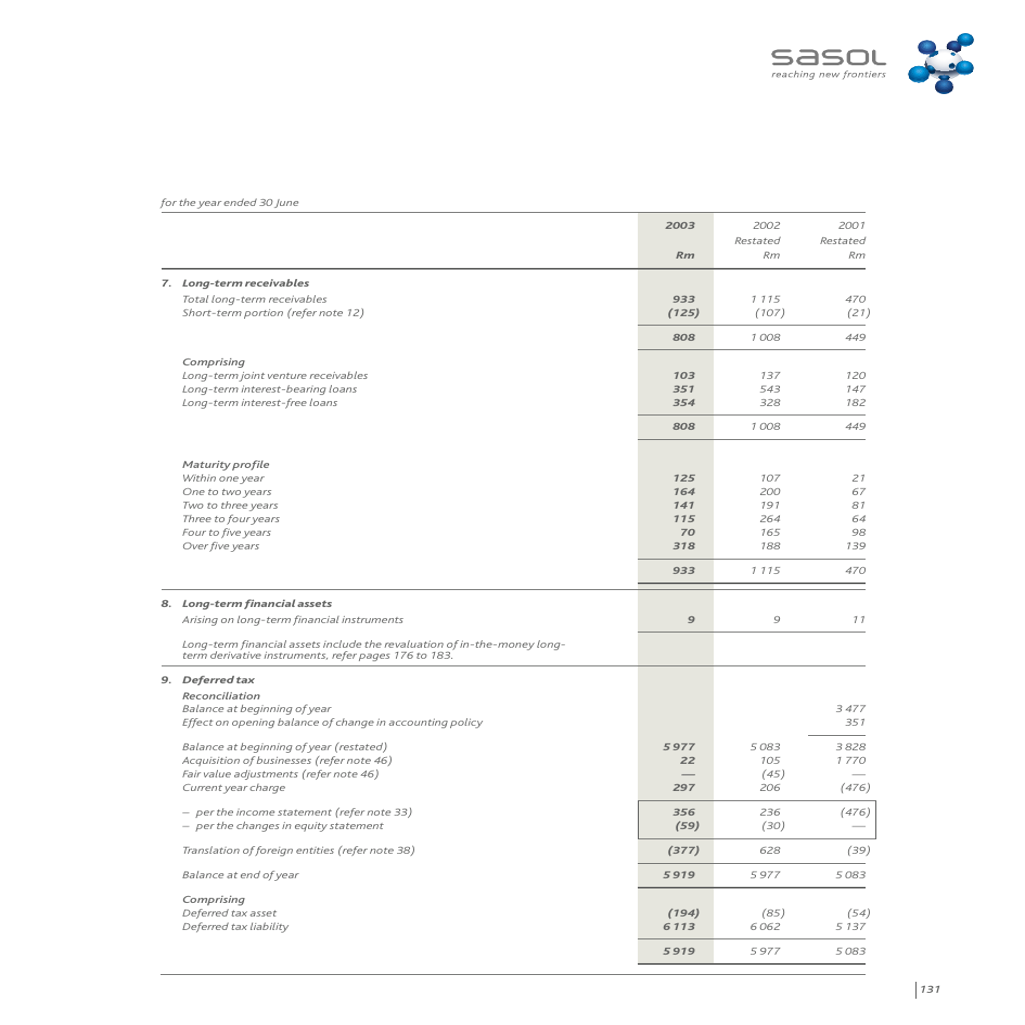 sasol
reaching new frontiers
for the year ended 30 June
2003 2002 2001
Restated Restated
Rm Rm Rm
7. Long-term receivables
Total long-term receivables 933 1 115 470
Short-term portion (refer note 12) (125) (107) (21)
808 1 008 449
Comprising
Long-term joint venture receivables 103 137 120
Long-term interest-bearing loans 351 543 147
Long-term interest-free loans 354 328 182
808 1 008 449
Maturity profile
Within one year 125 107 21
One to two years 164 200 67
Two to three years 141 191 81
Three to four years 115 264 64
Four to five years 70 165 98
Over five years 318 188 139
933 1 115 470
8. Long-term financial assets
Arising on long-term financial instruments 9 9 11
Long-term financial assets include the revaluation of in-the-money long-
term derivative instruments, refer pages 176 to 183.
9. Deferred tax
Reconciliation
Balance at beginning of year 3 477
Effect on opening balance of change in accounting policy 351
Balance at beginning of year (restated) 5 977 5 083 3 828
Acquisition of businesses (refer note 46) 22 105 1 770
Fair value adjustments (refer note 46) — (45) —
Current year charge 297 206 (476)
– per the income statement (refer note 33) 356 236 (476)
– per the changes in equity statement (59) (30) —
Translation of foreign entities (refer note 38) (377) 628 (39)
Balance at end of year 5 919 5 977 5 083
Comprising
Deferred tax asset (194) (85) (54)
Deferred tax liability 6 113 6 062 5 137
5 919 5 977 5 083
131